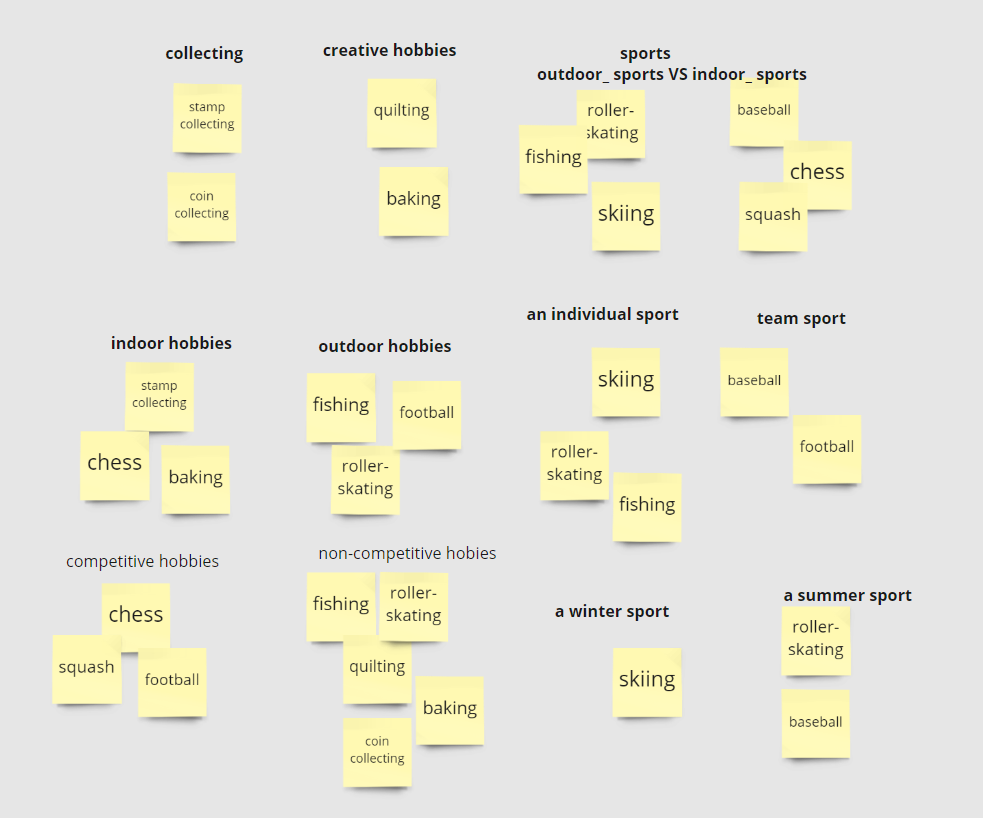 collecting
stamp
collecting
coin
collecting
creative hobbies
quilting
baking
sports
outdoor_ sports VS indoor_ sports
roller-
skating
fishing
skiing
baseball
chess
squash
indoor hobbies
stamp
collecting
chess
baking
outdoor hobbies
fishing
football
roller-
skating
an individual sport
skiing
roller-
skating
fishing
team sport
baseball
football
competitive hobbies
chess
squash
football
non-competitive hobies
fishing
roller-
skating
quilting
baking
coin
collecting
a winter sport
skiing
a summer sport
roller-
skating
baseball